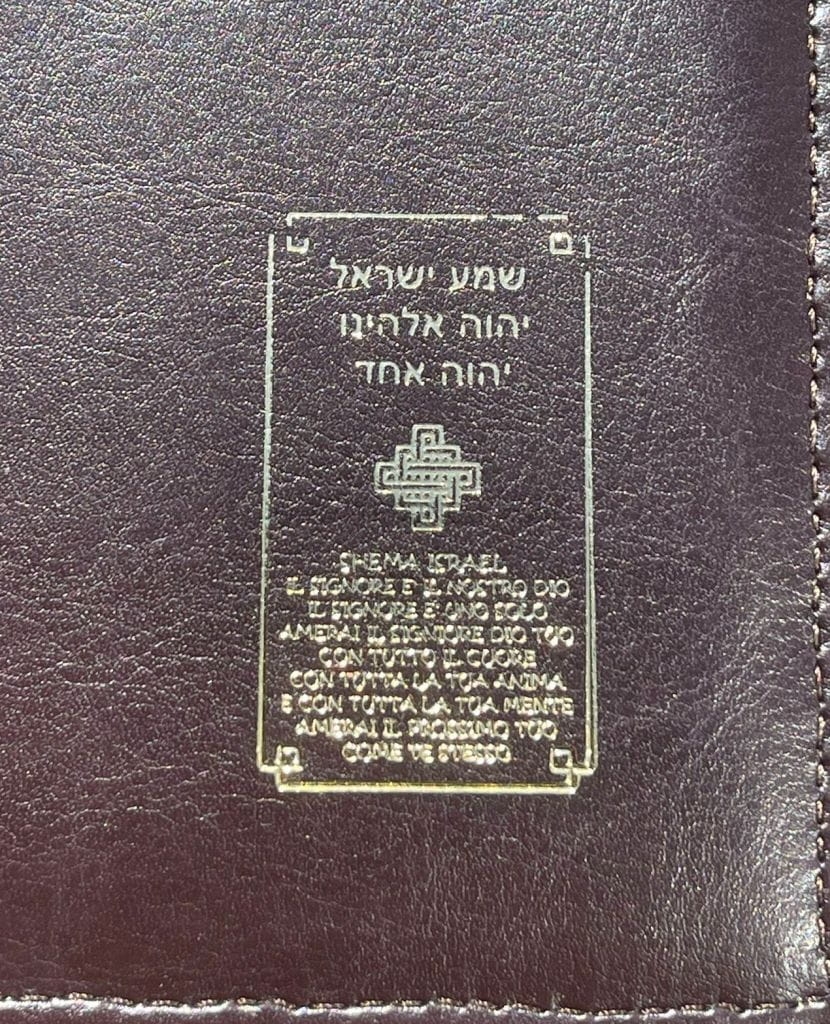 שמע ישראל
יהוה אלהינו
יהוה אחד
SHEMA ISRAEL
IL SIGNORE E IL NOSTRO DIO
IL SIGNORE E UNO SOLO
AMERAI IL SIGNORE DIO TUO
CON TUTTO IL CUORE
CON TUTTA LA TUA ANIMA
E CON TUTTA LA TUA MENTE
AMERAI IL PROSSIMO TUO
COME TE STESSO